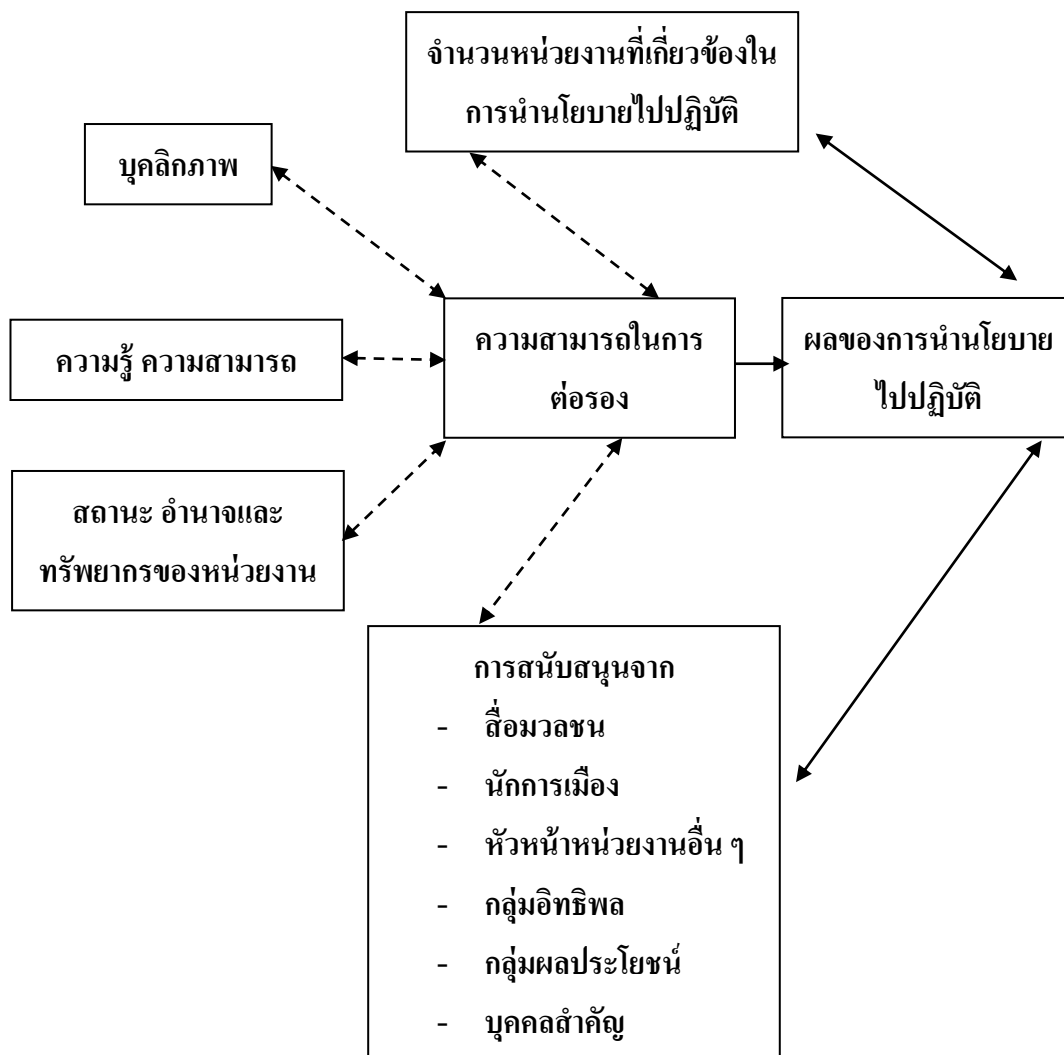 จำนวนหน่วยงานที่เกี่ยวข้องใน
การนำนโยบายไปปฏิบัติ
บุคลิกภาพ
ความรู้ ความสามารถ
ความสามารถในการ
ต่อรอง
ผลของการนำนโยบาย
ไปปฏิบัติ
สถานะ อำนาจและ
ทรัพยากรของหน่วยงาน
การสนับสนุนจาก
- สื่อมวลชน
- นักการเมือง
- หัวหน้าหน่วยงานอื่น ๆ
- กลุ่มอิทธิพล
- กลุ่มผลประโยชน์
- บุคคลสำคัญ